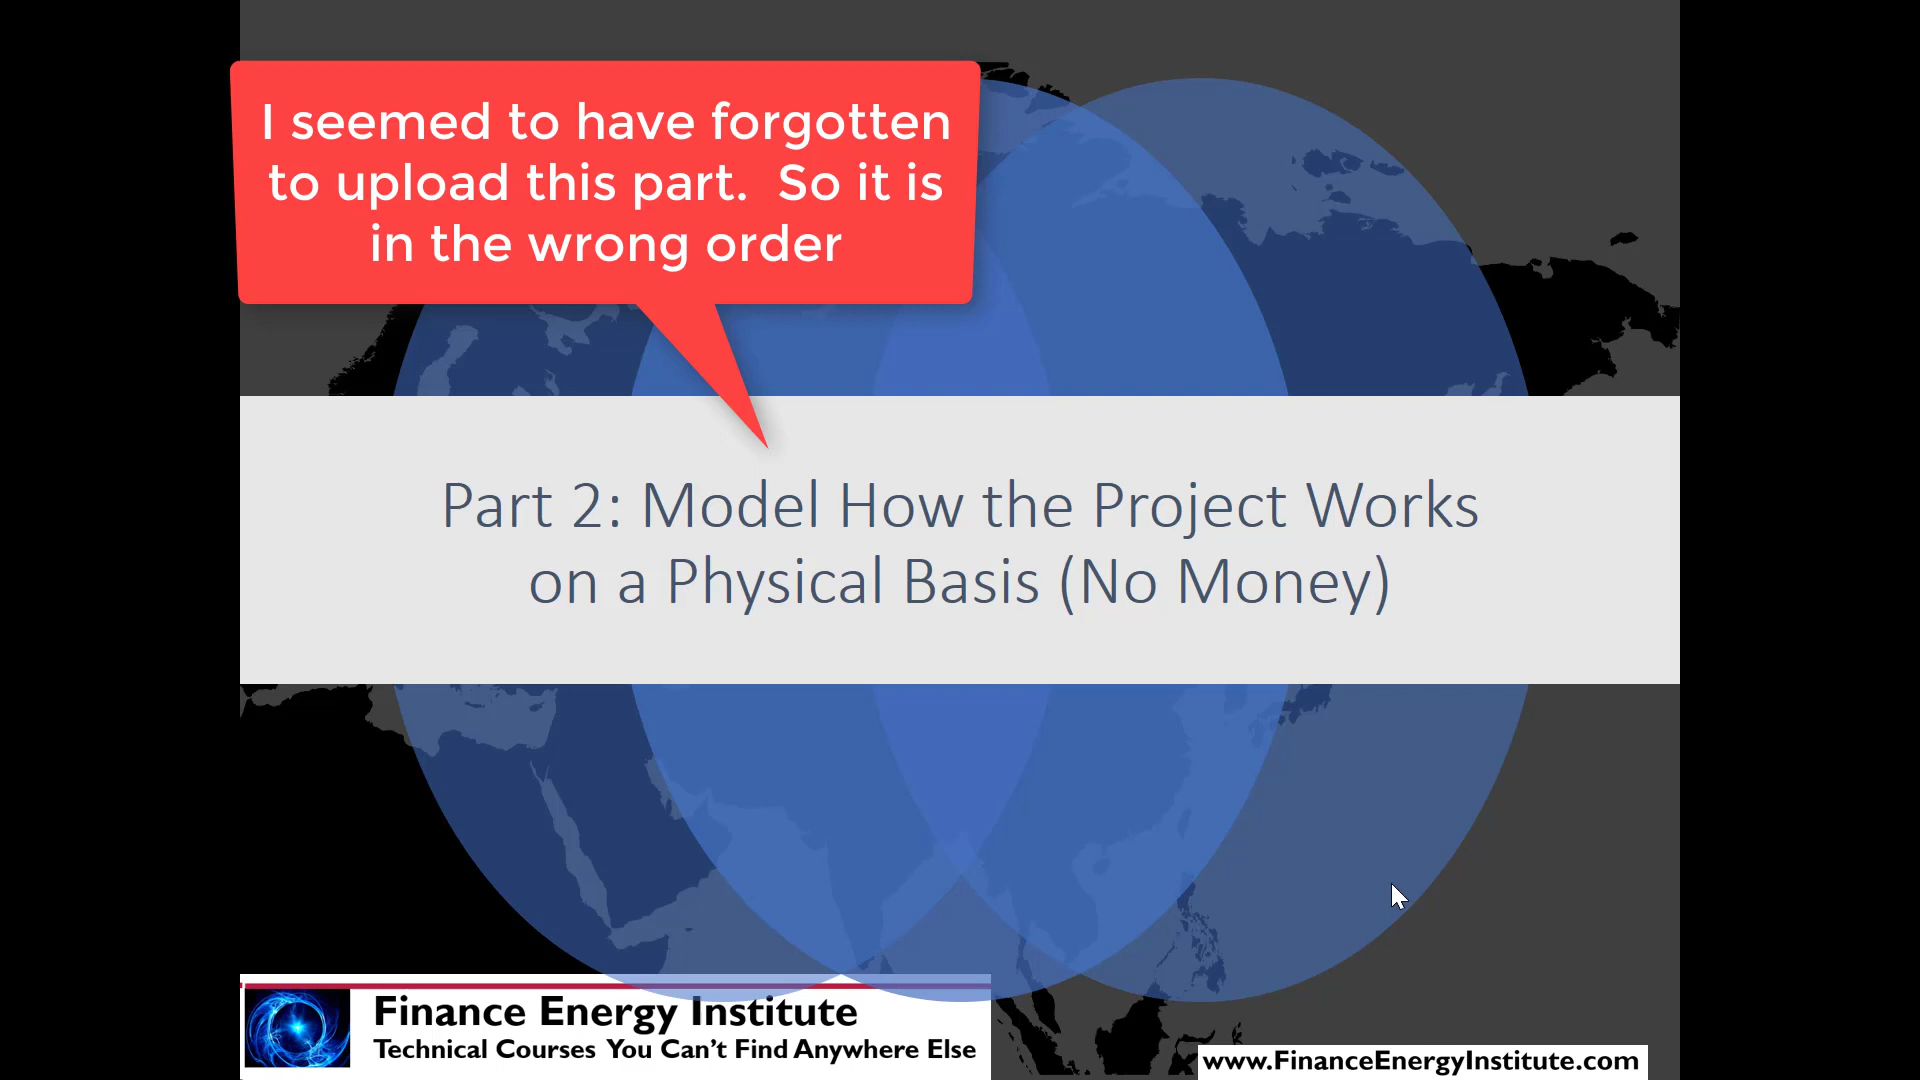 I seemed to have forgotten
to upload this part.  So it is
in the wrong order
Part 2: Model How the Project Works
on a Physical Basis (No Money)
Finance Energy Institute
Technical Courses You Can't Find Anywhere Else
www.FinanceEnergyInstitute.com